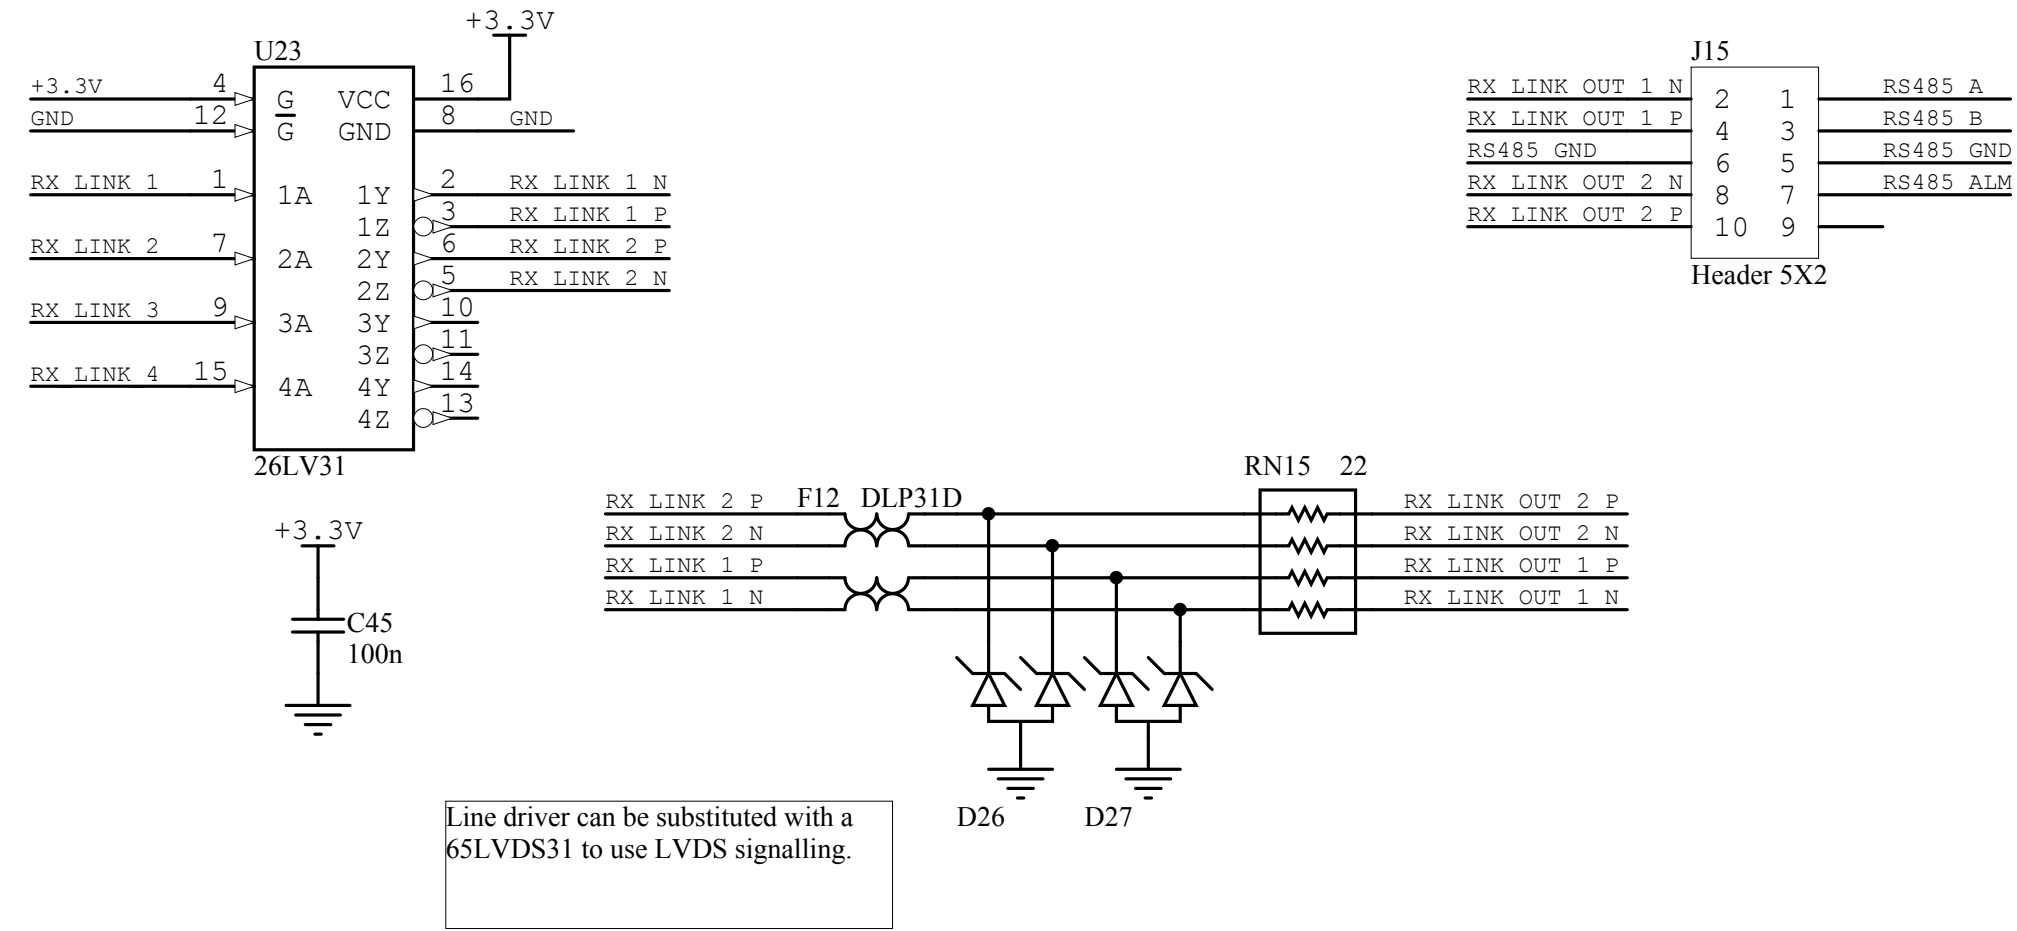 +3.3V
U23
+3.3V 4 G VCC 16
GND 12 G GND 8 GND
RX LINK 1 1 1A 1Y 2 RX LINK 1 N
1Z 3 RX LINK 1 P
RX LINK 2 7 2A 2Y 6 RX LINK 2 P
2Z 5 RX LINK 2 N
RX LINK 3 9 3A 3Y 10
3Z 11
RX LINK 4 15 4A 4Y 14
4Z 13
26LV31
J15
RX LINK OUT 1 N 2 1 RS485 A
RX LINK OUT 1 P 4 3 RS485 B
RS485 GND 6 5 RS485 GND
RX LINK OUT 2 N 8 7 RS485 ALM
RX LINK OUT 2 P 10 9
Header 5X2
+3.3V
C45
100n
F12 DLP31D
RN15 22
RX LINK 2 P RX LINK OUT 2 P
RX LINK 2 N RX LINK OUT 2 N
RX LINK 1 P RX LINK OUT 1 P
RX LINK 1 N RX LINK OUT 1 N
D26 D27
Line driver can be substituted with a
65LVDS31 to use LVDS signalling.